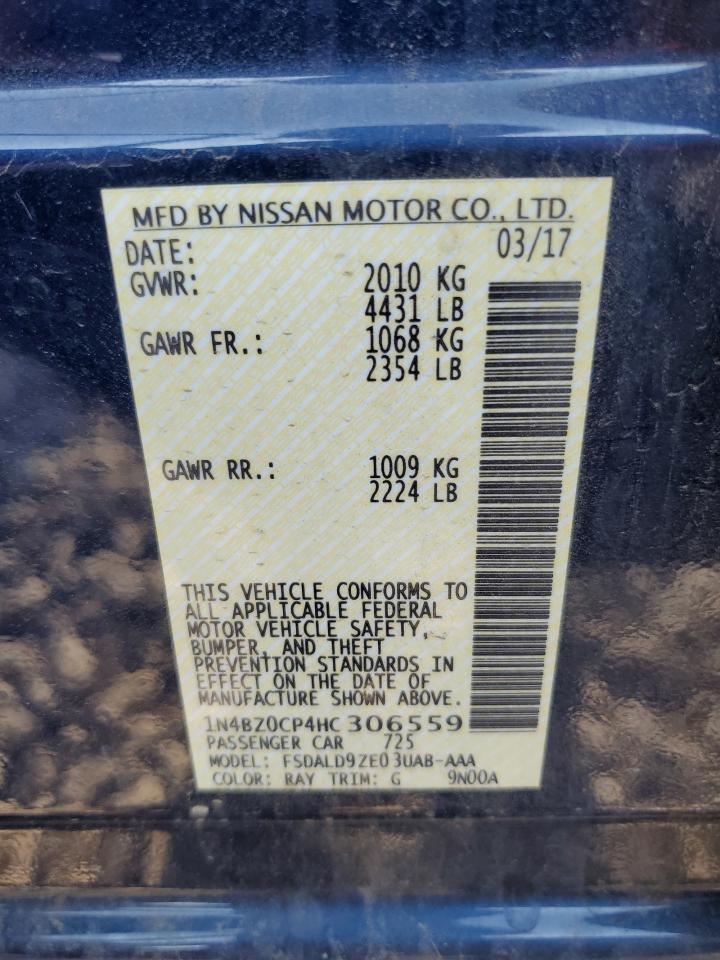 MFD BY NISSAN MOTOR CO., LTD.
DATE: 03/17
GVWR: 2010 KG
4431 LB
GAWR FR.: 1068 KG
2354 LB
GAWR RR.: 1009 KG
2224 LB
THIS VEHICLE CONFORMS TO
ALL APPLICABLE FEDERAL
MOTOR VEHICLE SAFETY,
BUMPER, AND THEFT
PREVENTION STANDARDS IN
EFFECT ON THE DATE OF
MANUFACTURE SHOWN ABOVE.
1N4BZ0CP4HC 306559
PASSENGER CAR 725
MODEL: FSDALD9ZE03UAB-AAA
COLOR: RAY TRIM: G 9N00A